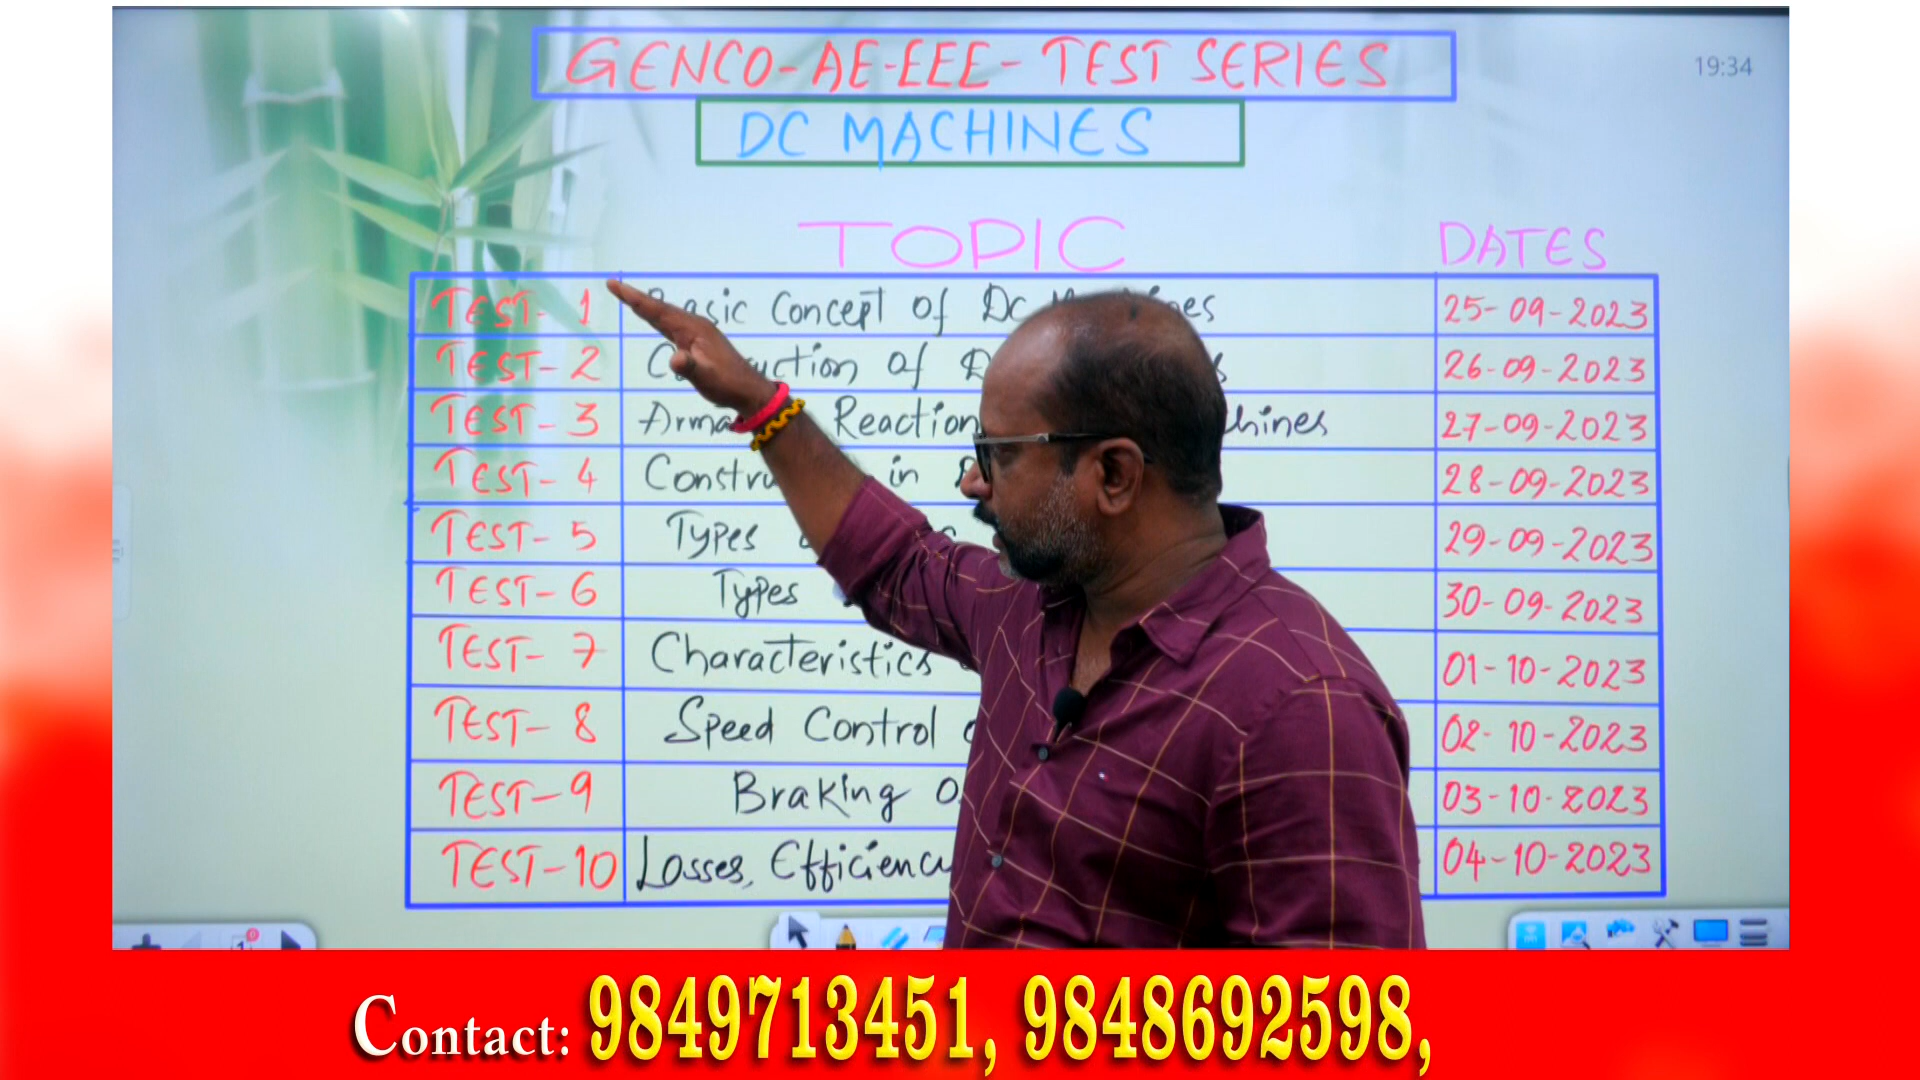 GENCO-AE-EEE-TEST SERIES
19:34
DC MACHINES
TOPIC DATES
TEST-1 Basic Concept of DC 25-09-2023
TEST-2 of 26-09-2023
TEST-3 Reaction 27-09-2023
TEST-4 in 28-09-2023
TEST-5 Types 29-09-2023
TEST-6 Types 30-09-2023
TEST-7 Characteristics 01-10-2023
TEST-8 Speed Control 02-10-2023
TEST-9 Braking 03-10-2023
TEST-10 Losses, 04-10-2023
Contact: 9849713451, 9848692598,